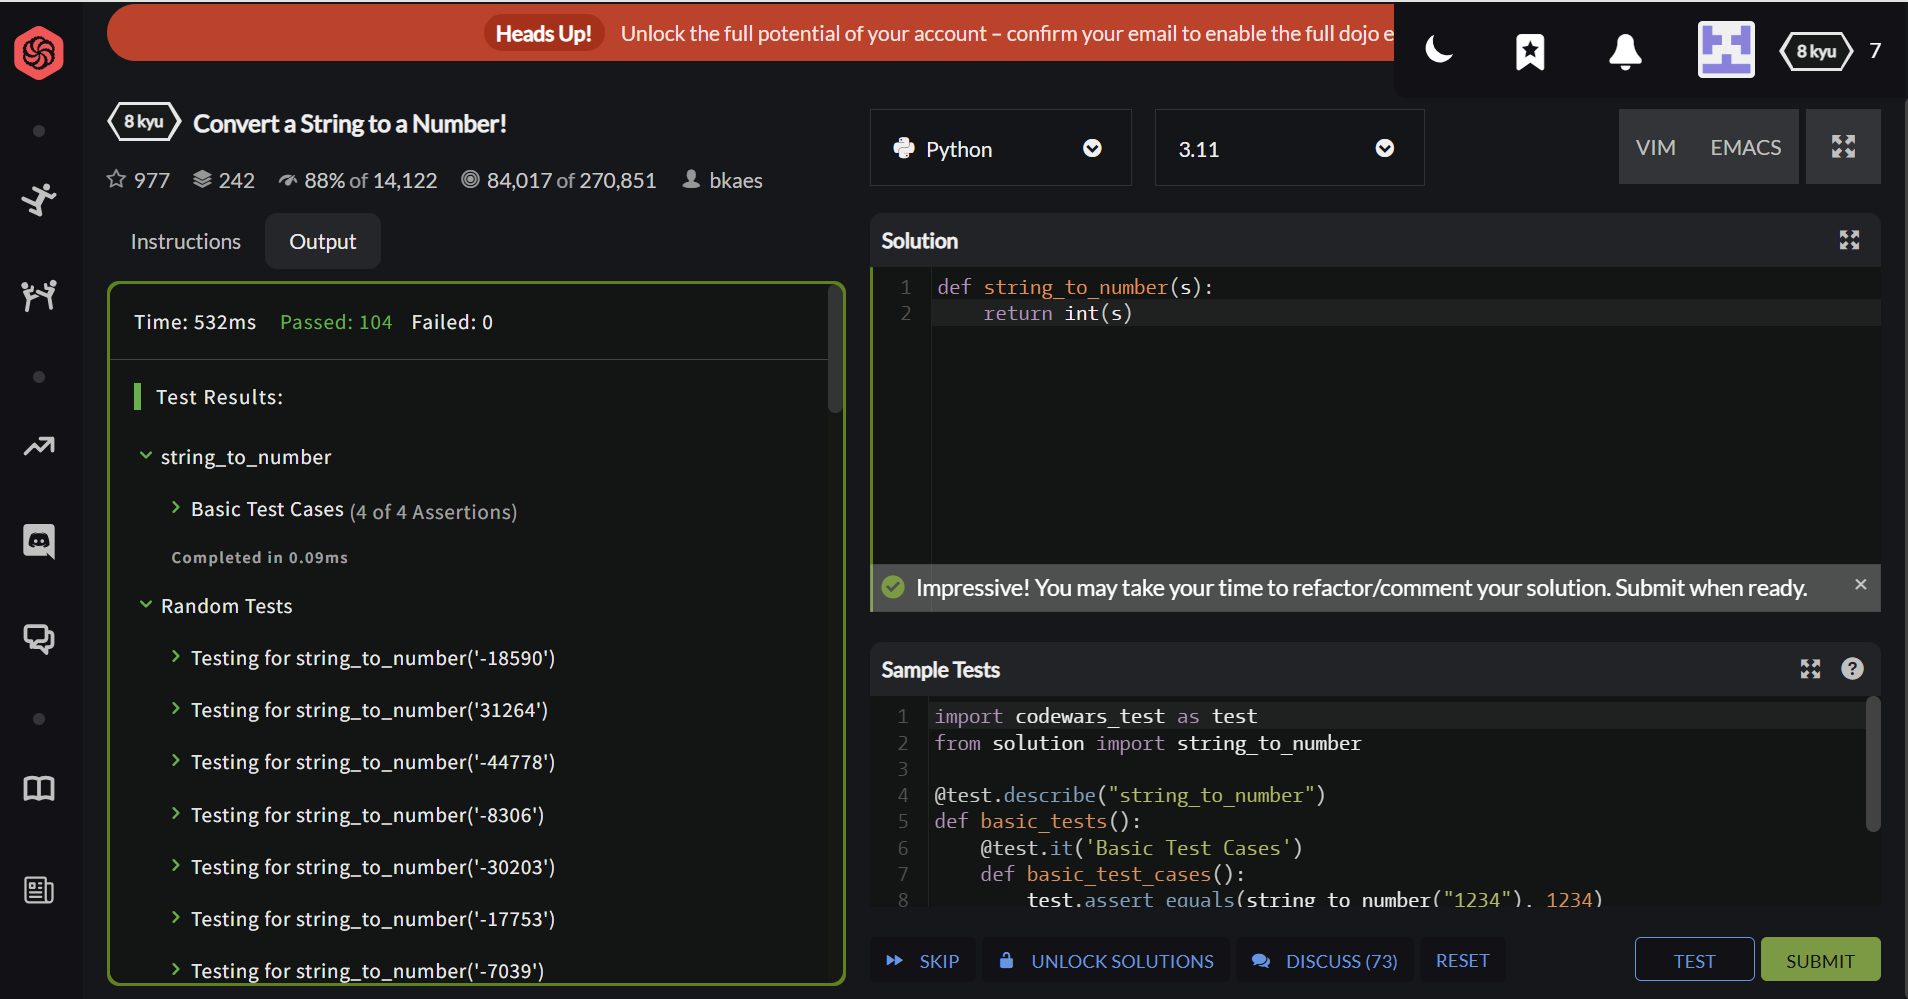 Heads Up! Unlock the full potential of your account – confirm your email to enable the full dojo e
8 kyu 7
8 kyu Convert a String to a Number!
977 242 88% of 14,122 84,017 of 270,851 bkaes
Python 3.11 VIM EMACS
Instructions Output
Time: 532ms Passed: 104 Failed: 0
Test Results:
string_to_number
Basic Test Cases (4 of 4 Assertions)
Completed in 0.09ms
Random Tests
Testing for string_to_number('-18590')
Testing for string_to_number('31264')
Testing for string_to_number('-44778')
Testing for string_to_number('-8306')
Testing for string_to_number('-30203')
Testing for string_to_number('-17753')
Testing for string_to_number('-7039')
Solution
1 def string_to_number(s):
2     return int(s)
Impressive! You may take your time to refactor/comment your solution. Submit when ready. ×
Sample Tests ?
1 import codewars_test as test
2 from solution import string_to_number
3
4 @test.describe("string_to_number")
5 def basic_tests():
6     @test.it('Basic Test Cases')
7     def basic_test_cases():
8         test.assert_equals(string_to_number("1234"), 1234)
SKIP UNLOCK SOLUTIONS DISCUSS (73) RESET TEST SUBMIT